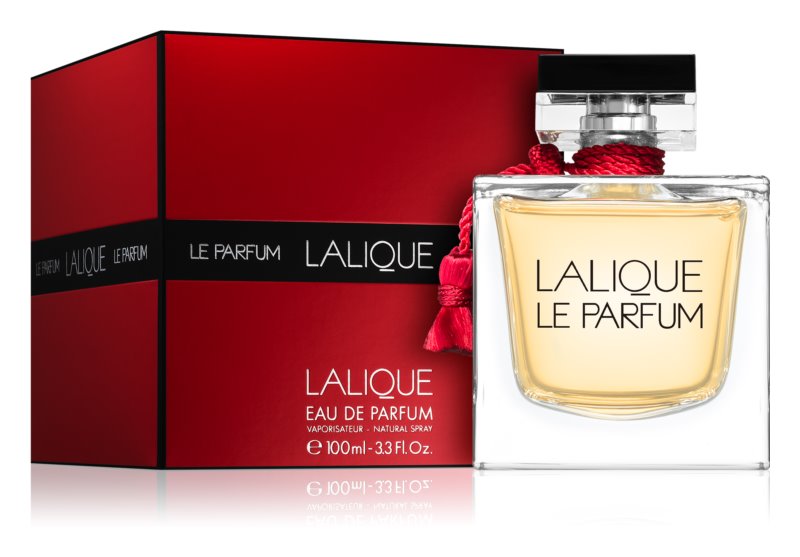 LE PARFUM LALIQUE LE PARFUM
LE PARFUM LALIQUE
LALIQUE
EAU DE PARFUM
VAPORISATEUR - NATURAL SPRAY
℮ 100ml - 3.3 Fl.Oz.
LALIQUE
LE PARFUM